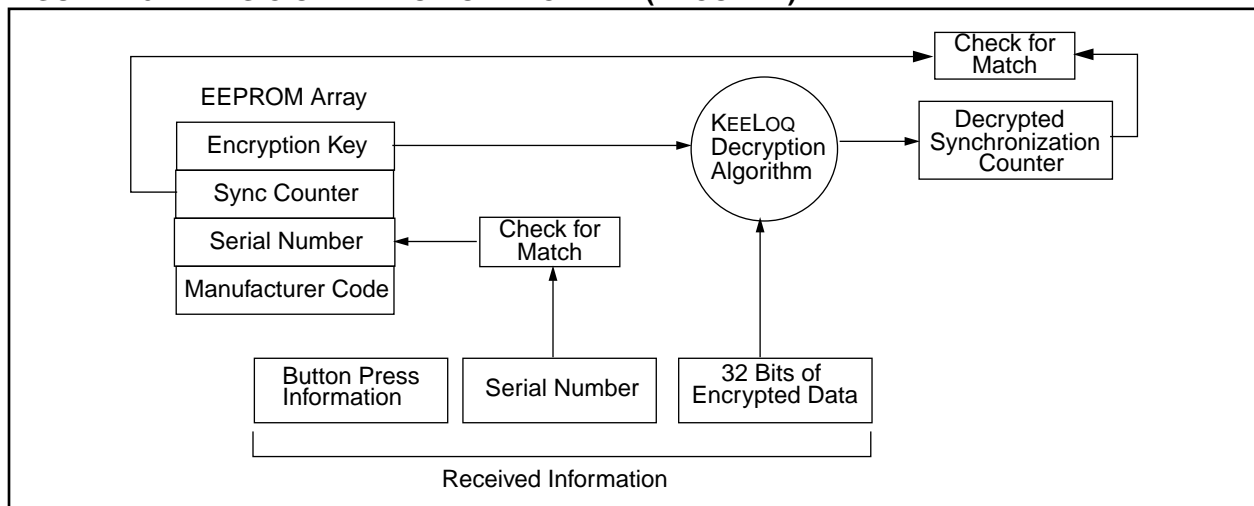 Check for
Match
EEPROM Array
KEELOQ
Decryption
Algorithm
Encryption Key
Decrypted
Synchronization
Counter
Sync Counter
Serial Number
Check for
Match
Manufacturer Code
Button Press
Information
Serial Number
32 Bits of
Encrypted Data
Received Information